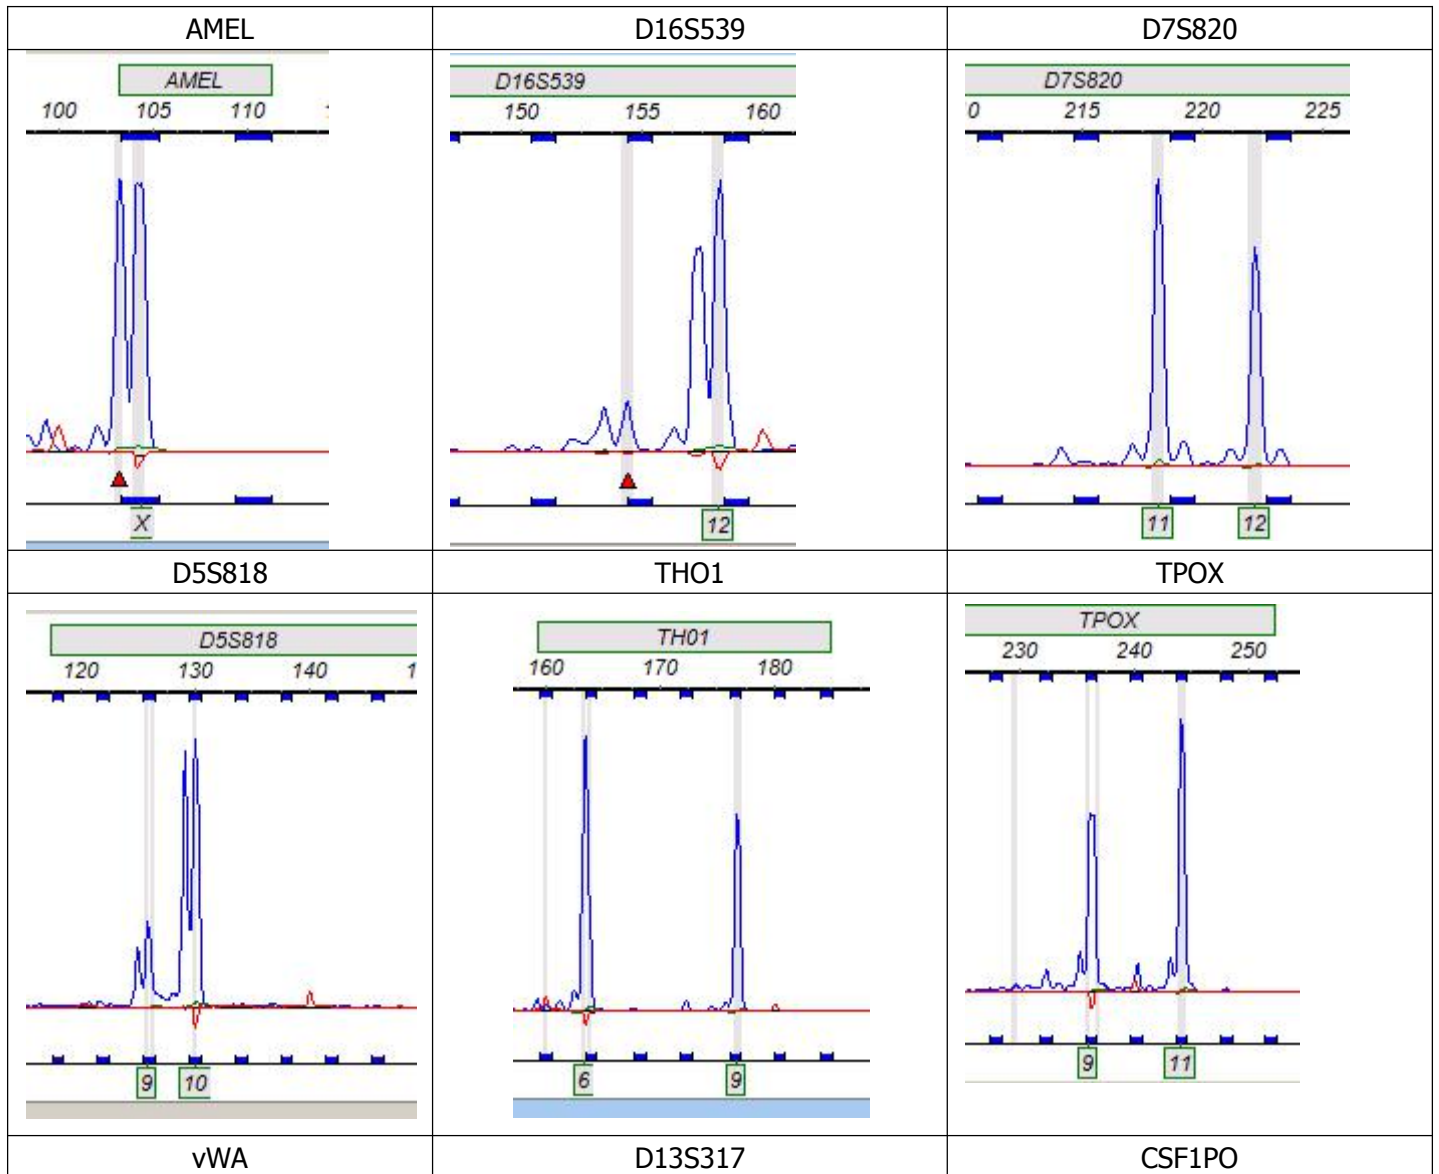 AMEL D16S539 D7S820
AMEL D16S539 D7S820
100 105 110 150 155 160 0 215 220 225
X 12 11 12
D5S818 THO1 TPOX
D5S818 TH01 TPOX
120 130 140 1 160 170 180 230 240 250
9 10 6 9 9 11
vWA D13S317 CSF1PO